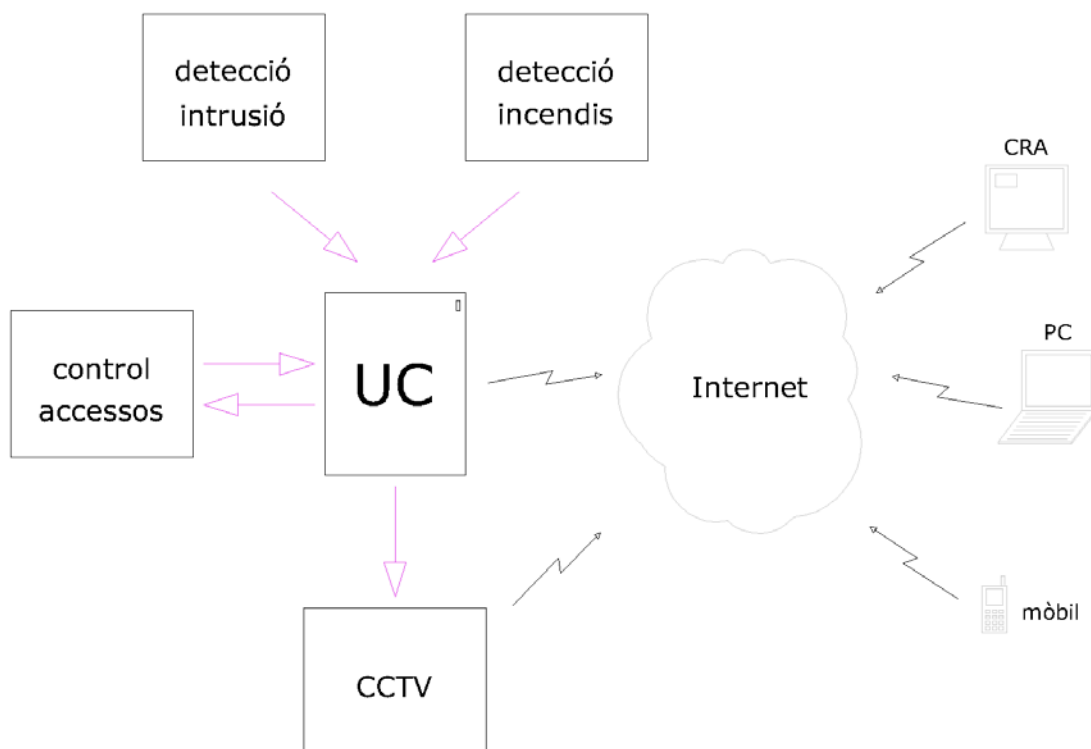 detecció
intrusió
detecció
incendis
CRA
control
accessos
UC
Internet
PC
CCTV
mòbil